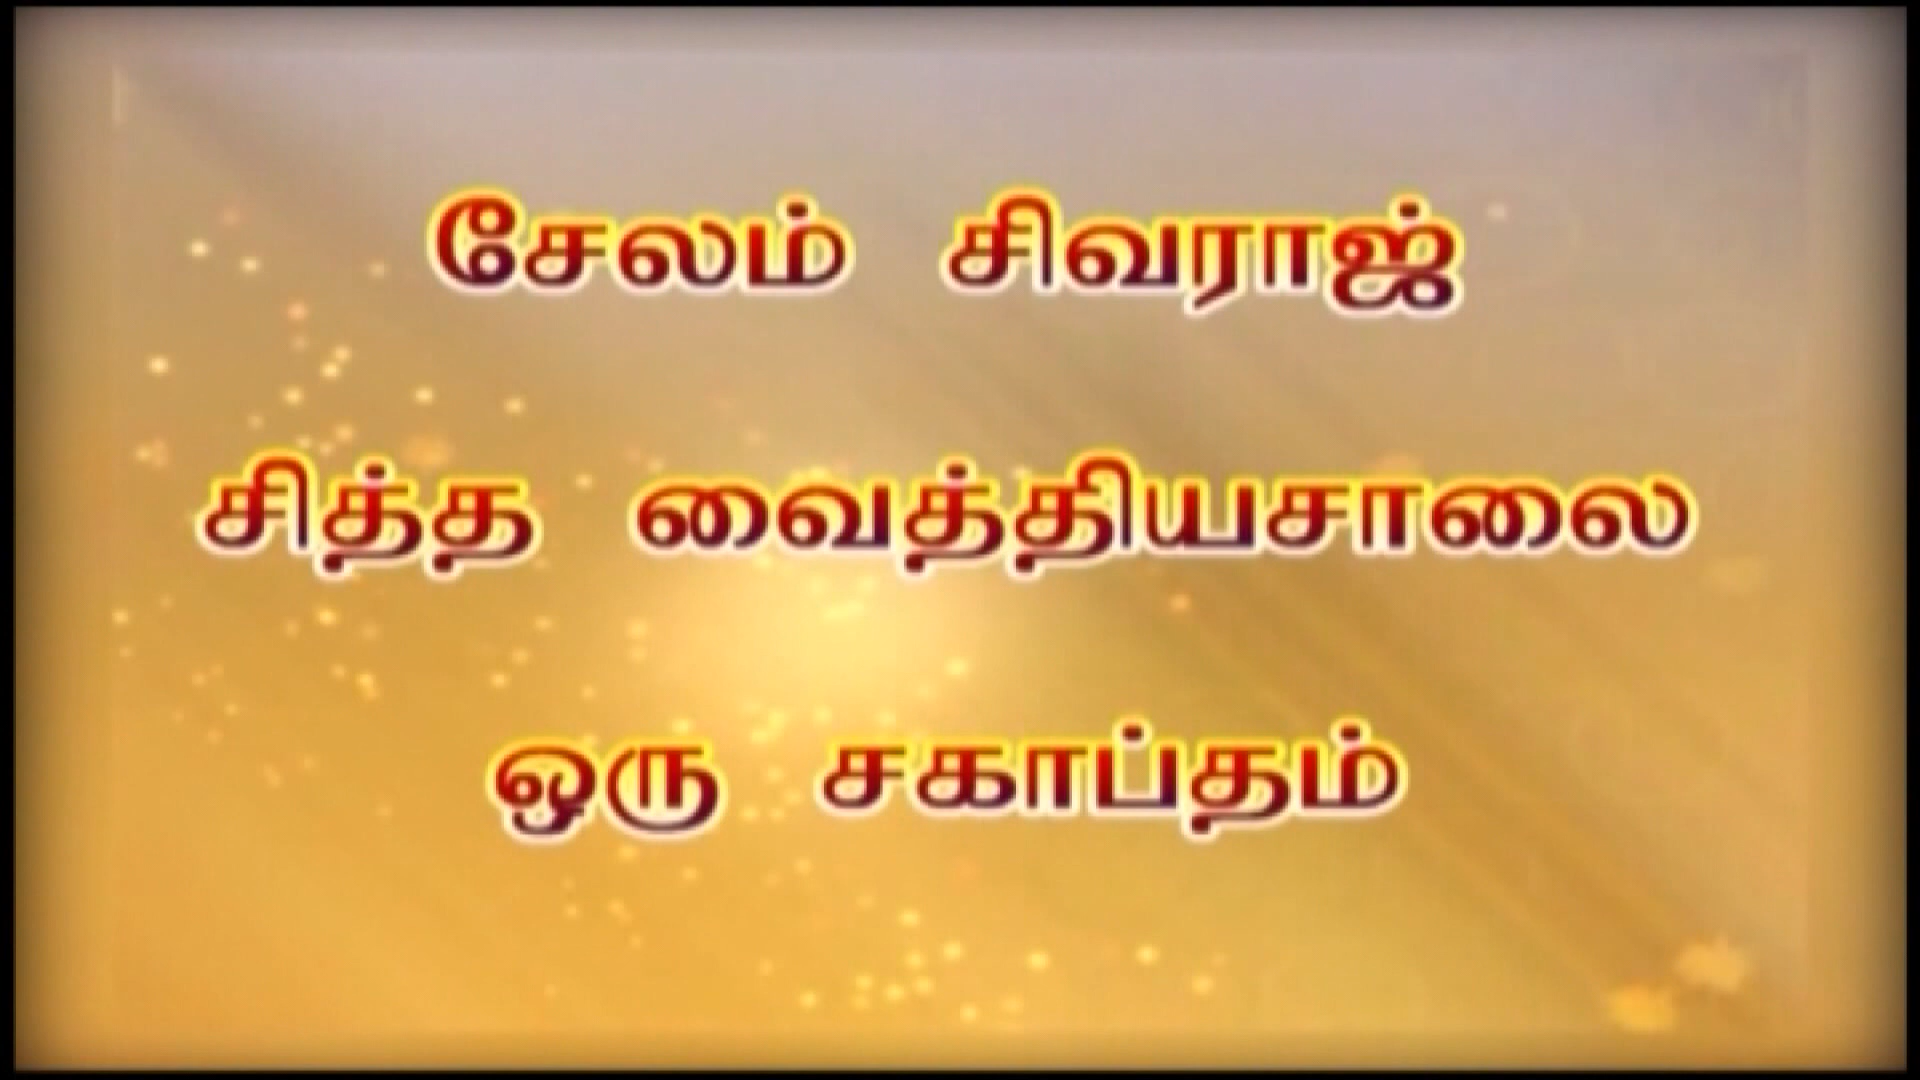 சேலம் சிவராஜ்
சித்த வைத்தியசாலை
ஒரு சகாப்தம்